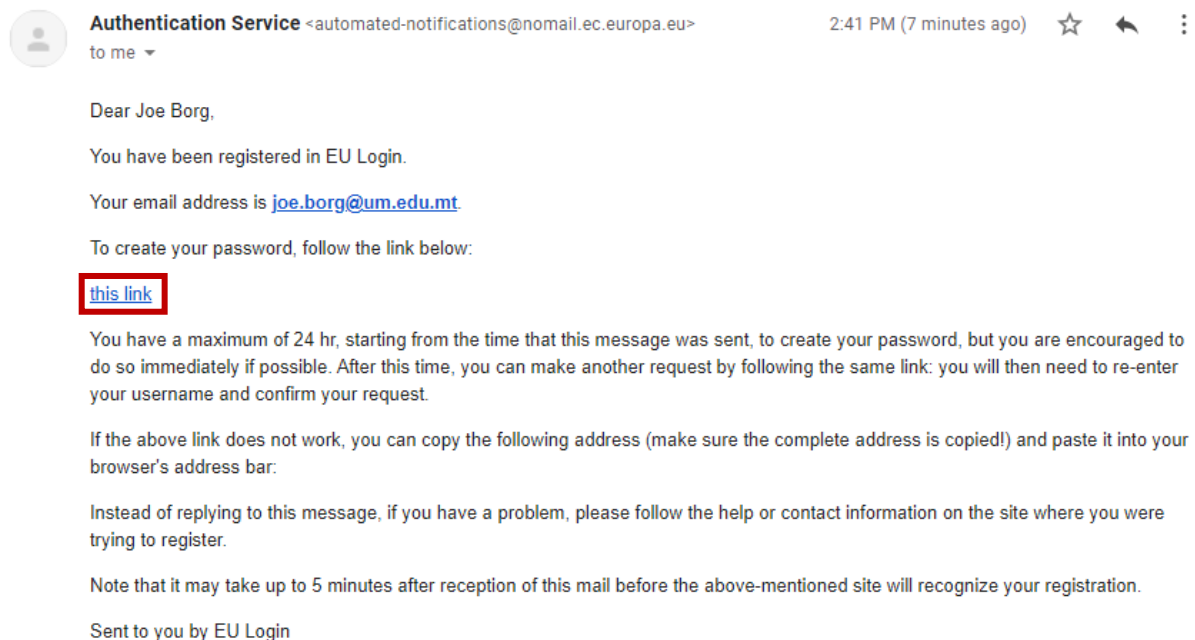 Authentication Service <automated-notifications@nomail.ec.europa.eu> 2:41 PM (7 minutes ago)
to me
Dear Joe Borg,
You have been registered in EU Login.
Your email address is joe.borg@um.edu.mt.
To create your password, follow the link below:
this link
You have a maximum of 24 hr, starting from the time that this message was sent, to create your password, but you are encouraged to
do so immediately if possible. After this time, you can make another request by following the same link: you will then need to re-enter
your username and confirm your request.
If the above link does not work, you can copy the following address (make sure the complete address is copied!) and paste it into your
browser's address bar:
Instead of replying to this message, if you have a problem, please follow the help or contact information on the site where you were
trying to register.
Note that it may take up to 5 minutes after reception of this mail before the above-mentioned site will recognize your registration.
Sent to you by EU Login